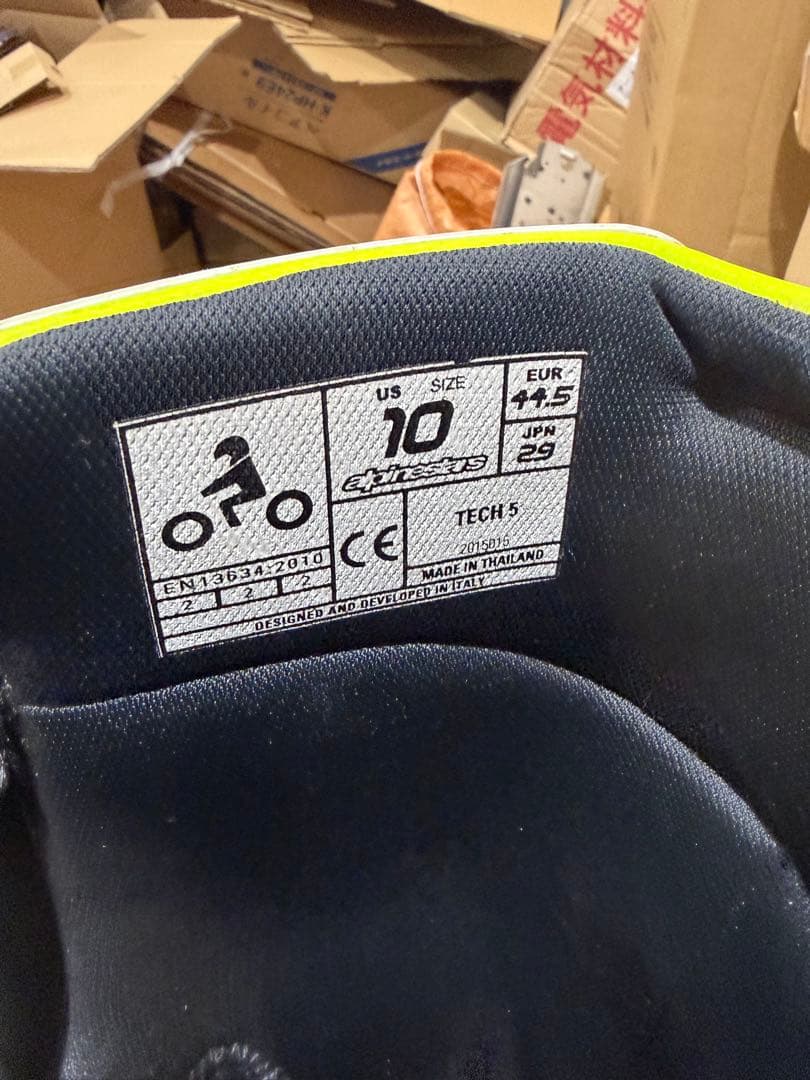 電気材料
K-HP24E3
US SIZE
10
alpinestars
EUR
44.5
JPN
29
CE
TECH 5
2015015
MADE IN THAILAND
EN13634:2010
2 2 2
DESIGNED AND DEVELOPED IN ITALY